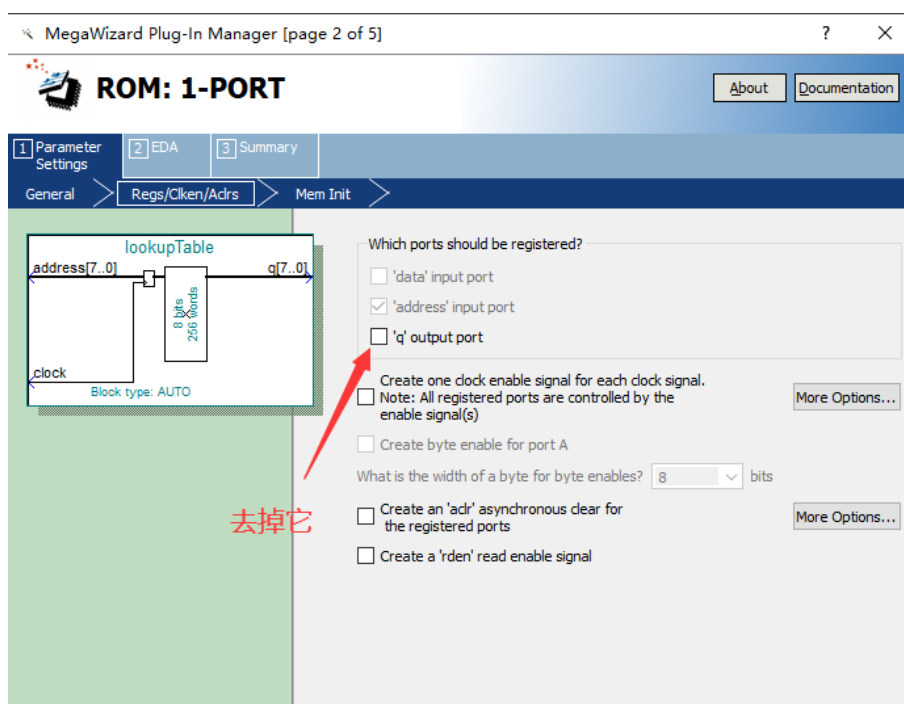 MegaWizard Plug-In Manager [page 2 of 5]
?
ROM: 1-PORT
About
Documentation
1 Parameter Settings
2 EDA
3 Summary
General
Regs/Clken/Aclrs
Mem Init
lookupTable
address[7..0]
q[7..0]
8 bits
256 words
clock
Block type: AUTO
Which ports should be registered?
'data' input port
'address' input port
'q' output port
Create one clock enable signal for each clock signal.
Note: All registered ports are controlled by the
enable signal(s)
More Options...
Create byte enable for port A
What is the width of a byte for byte enables?
8
bits
去掉它
Create an 'aclr' asynchronous clear for
the registered ports
More Options...
Create a 'rden' read enable signal